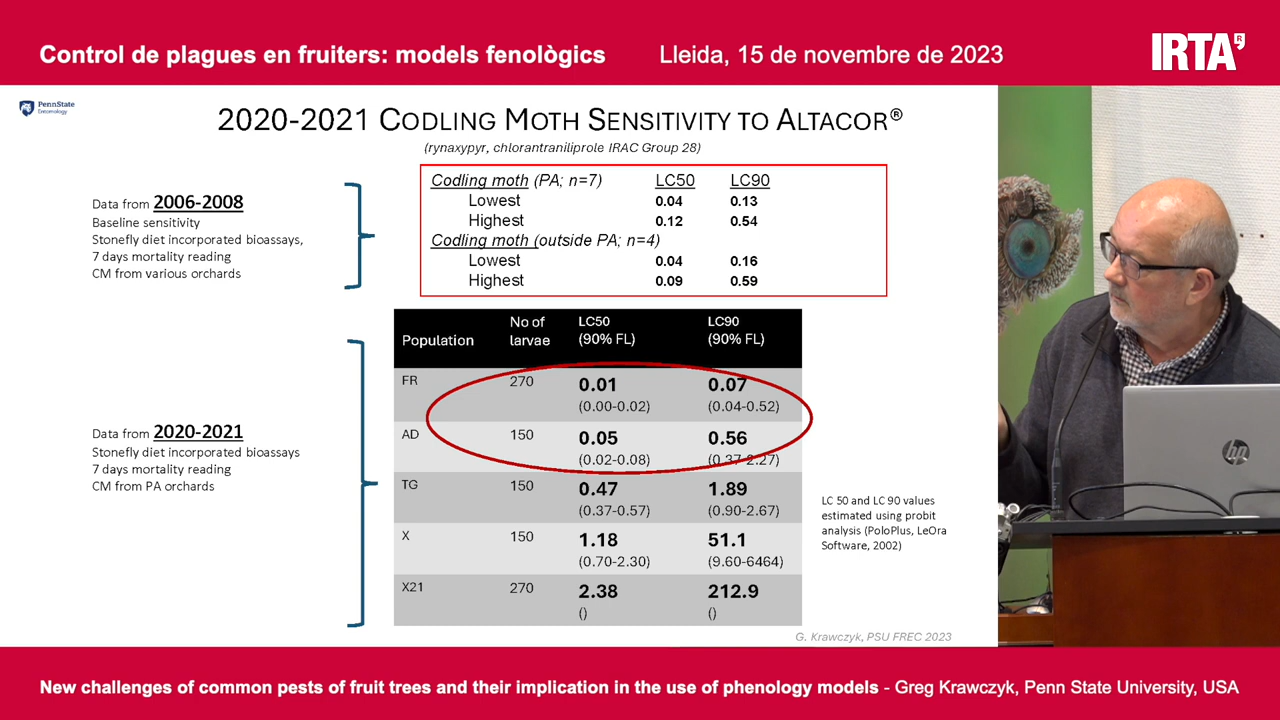 Control de plagues en fruiters: models fenològics Lleida, 15 de novembre de 2023
IRTA®
PennState
Entomology
2020-2021 CODLING MOTH SENSITIVITY TO ALTACOR®
(rynaxypyr, chlorantraniliprole IRAC Group 28)
Data from 2006-2008
Baseline sensitivity
Stonefly diet incorporated bioassays,
7 days mortality reading
CM from various orchards
Codling moth (PA; n=7) LC50 LC90
Lowest 0.04 0.13
Highest 0.12 0.54
Codling moth (outside PA; n=4)
Lowest 0.04 0.16
Highest 0.09 0.59
Data from 2020-2021
Stonefly diet incorporated bioassays
7 days mortality reading
CM from PA orchards
Population No of larvae LC50 (90% FL) LC90 (90% FL)
FR 270 0.01 0.07
(0.00-0.02) (0.04-0.52)
AD 150 0.05 0.56
(0.02-0.08) (0.37-2.27)
TG 150 0.47 1.89
(0.37-0.57) (0.90-2.67)
X 150 1.18 51.1
(0.70-2.30) (9.60-6464)
X21 270 2.38 212.9
() ()
LC 50 and LC 90 values
estimated using probit
analysis (PoloPlus, LeOra
Software, 2002)
G. Krawczyk, PSU FREC 2023
hp
New challenges of common pests of fruit trees and their implication in the use of phenology models - Greg Krawczyk, Penn State University, USA